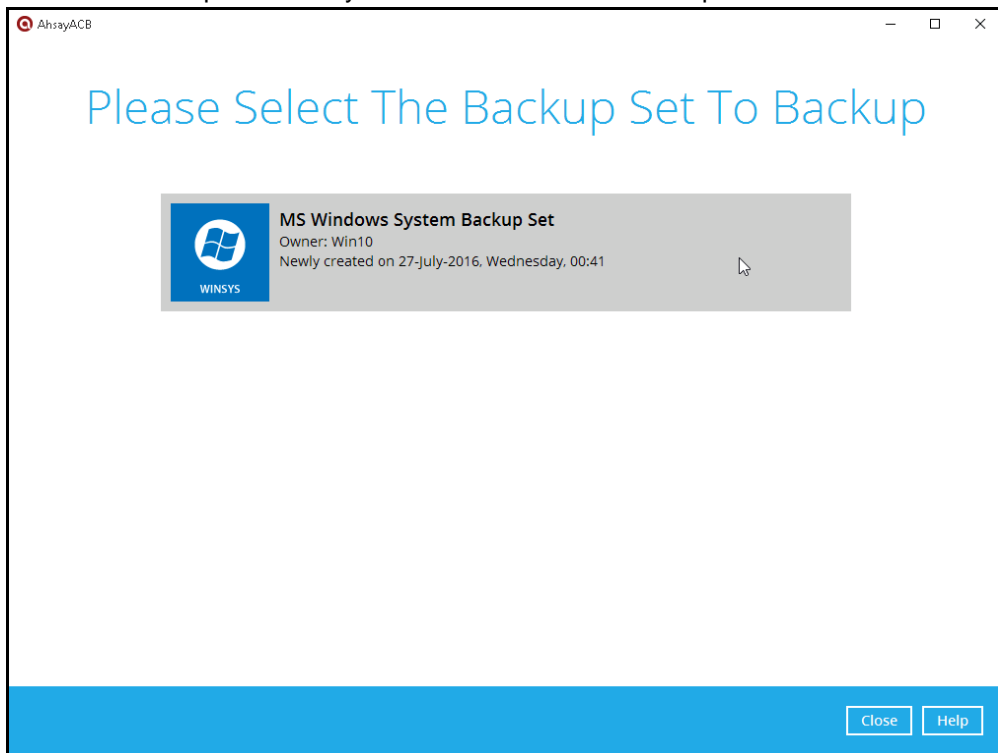 AhsayACB
Please Select The Backup Set To Backup
MS Windows System Backup Set
Owner: Win10
Newly created on 27-July-2016, Wednesday, 00:41
WINSYS
Close Help